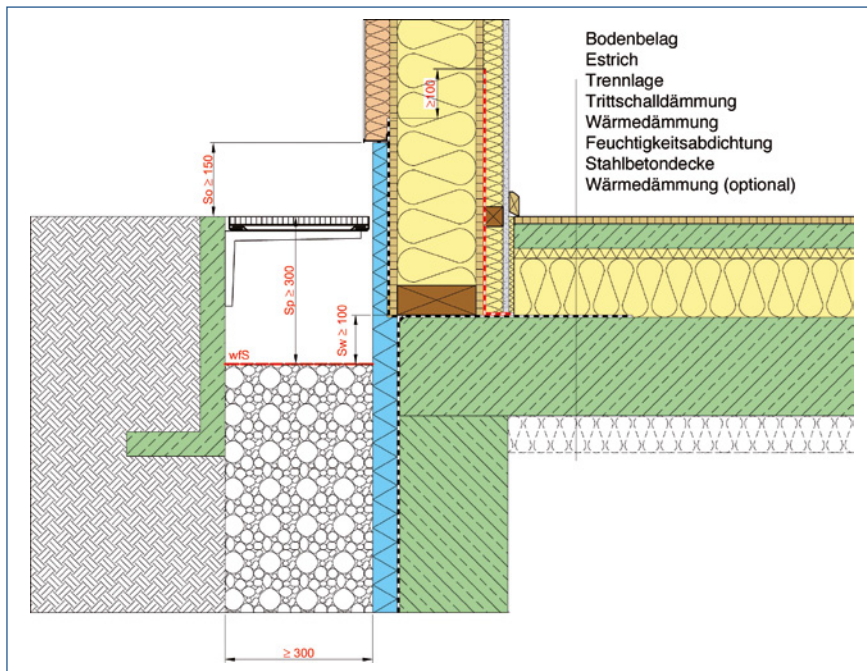 Bodenbelag
Estrich
Trennlage
Trittschalldämmung
Wärmedämmung
Feuchtigkeitsabdichtung
Stahlbetondecke
Wärmedämmung (optional)
≥100
So ≥ 150
Sp ≥ 300
Sw ≥ 100
wfS
≥ 300